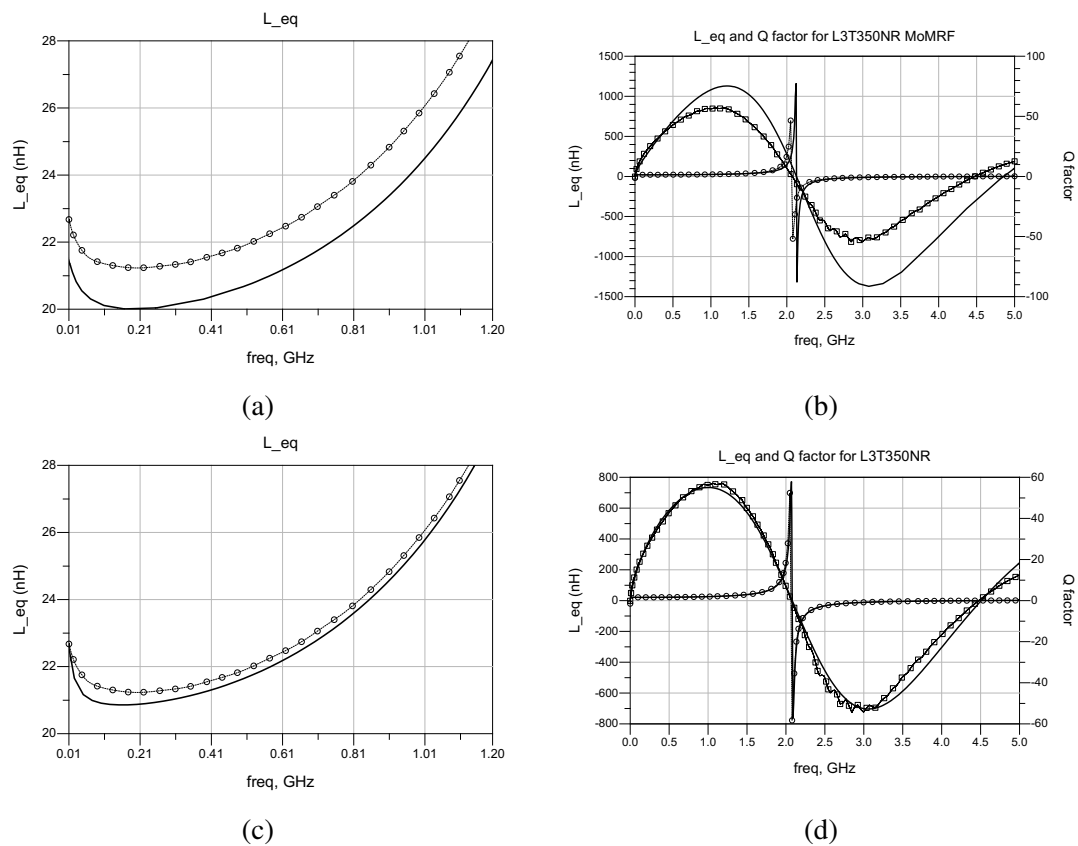 L_eq
28
26
24
22
20
L_eq (nH)
0.01 0.21 0.41 0.61 0.81 1.01 1.20
freq, GHz
(a)
L_eq and Q factor for L3T350NR MoMRF
1500
1000
500
0
-500
-1000
-1500
L_eq (nH)
100
50
0
-50
-100
Q factor
0.0 0.5 1.0 1.5 2.0 2.5 3.0 3.5 4.0 4.5 5.0
freq, GHz
(b)
L_eq
28
26
24
22
20
L_eq (nH)
0.01 0.21 0.41 0.61 0.81 1.01 1.20
freq, GHz
(c)
L_eq and Q factor for L3T350NR
800
600
400
200
0
-200
-400
-600
-800
L_eq (nH)
60
40
20
0
-20
-40
-60
Q factor
0.0 0.5 1.0 1.5 2.0 2.5 3.0 3.5 4.0 4.5 5.0
freq, GHz
(d)